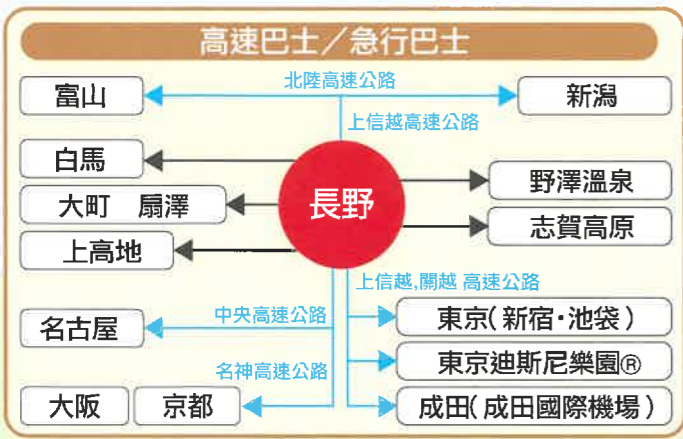 高速巴士／急行巴士
北陸高速公路
富山
新潟
上信越高速公路
白馬
大町 扇澤
上高地
長野
野澤溫泉
志賀高原
上信越,關越 高速公路
中央高速公路
名古屋
東京(新宿・池袋)
東京迪斯尼樂園®
名神高速公路
大阪
京都
成田(成田國際機場)